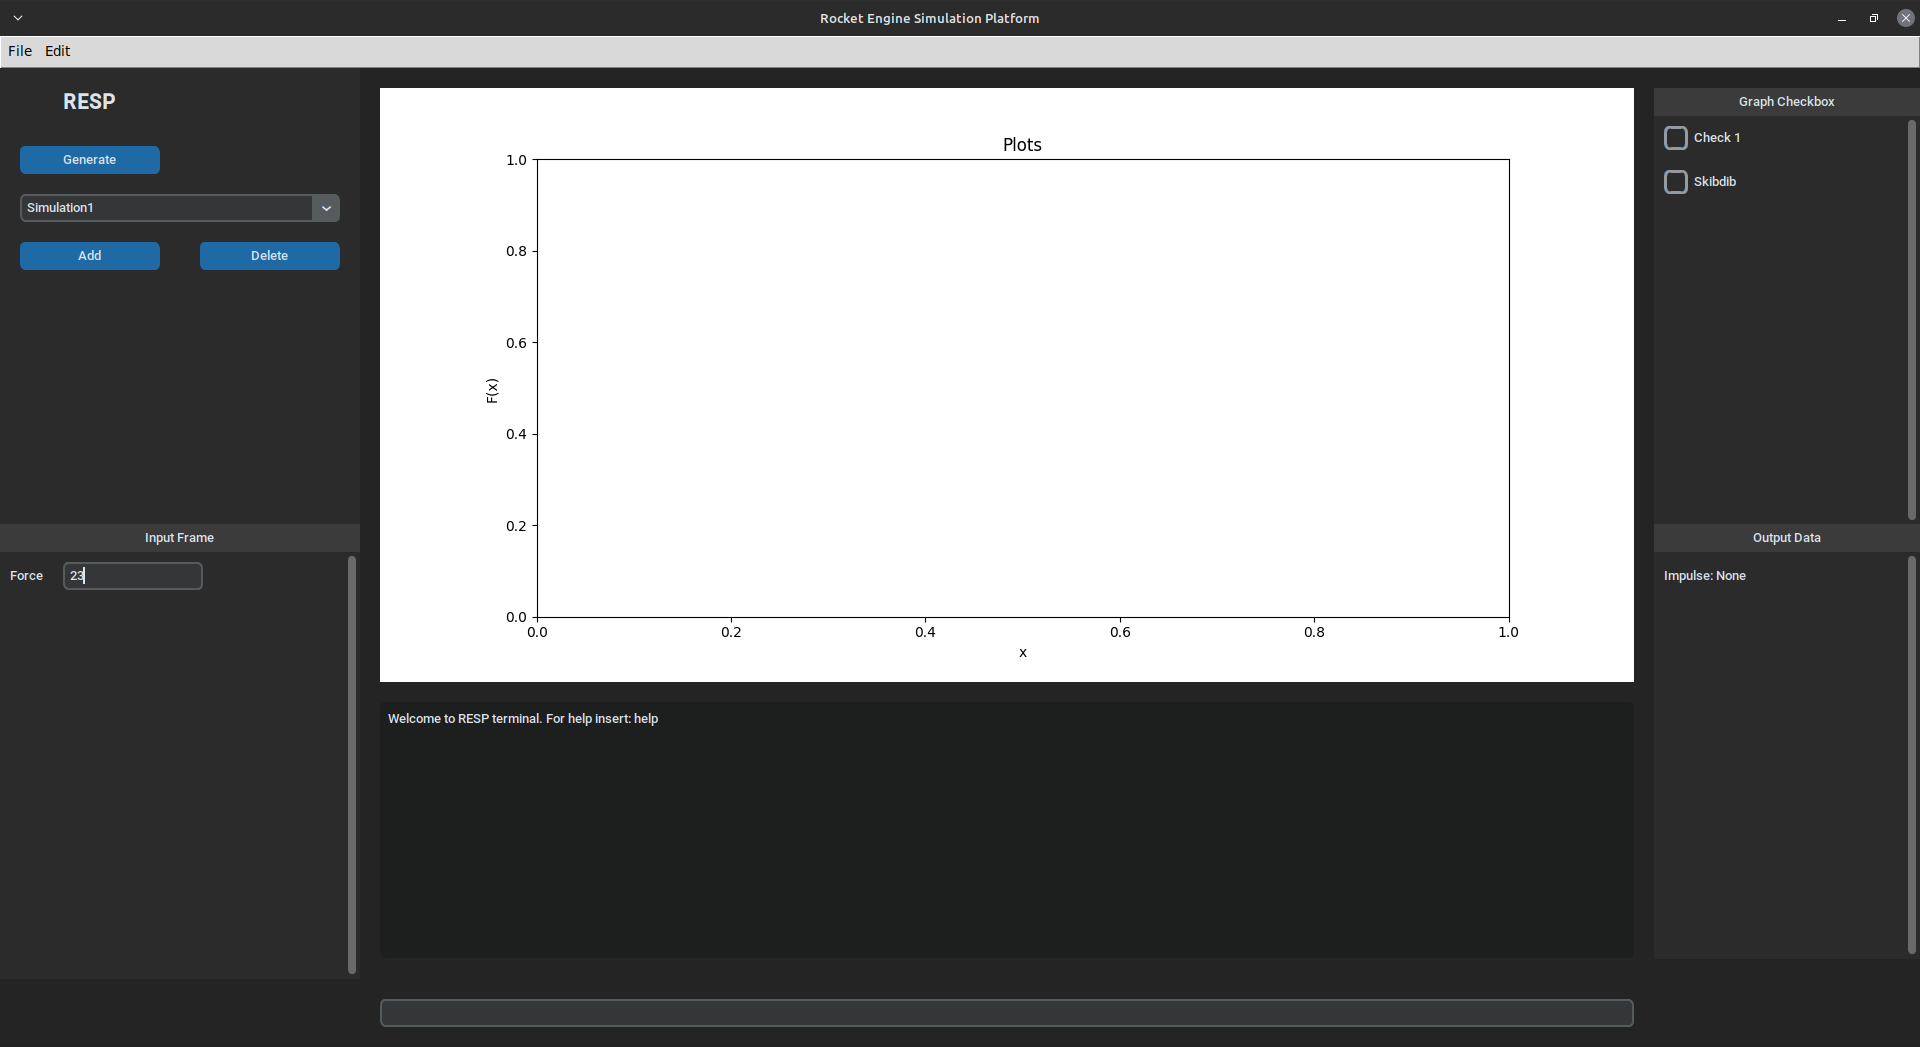 Rocket Engine Simulation Platform
File Edit
RESP
Generate
Simulation1
Add Delete
Input Frame
Force 23
Plots
1.0
0.8
0.6
0.4
0.2
0.0
F(x)
0.0 0.2 0.4 0.6 0.8 1.0
x
Welcome to RESP terminal. For help insert: help
Graph Checkbox
Check 1
Skibdib
Output Data
Impulse: None